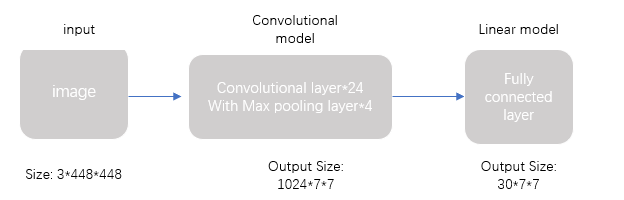 input
Convolutional
model
Linear model
image
Convolutional layer*24
With Max pooling layer*4
Fully
connected
layer
Size: 3*448*448
Output Size:
1024*7*7
Output Size:
30*7*7